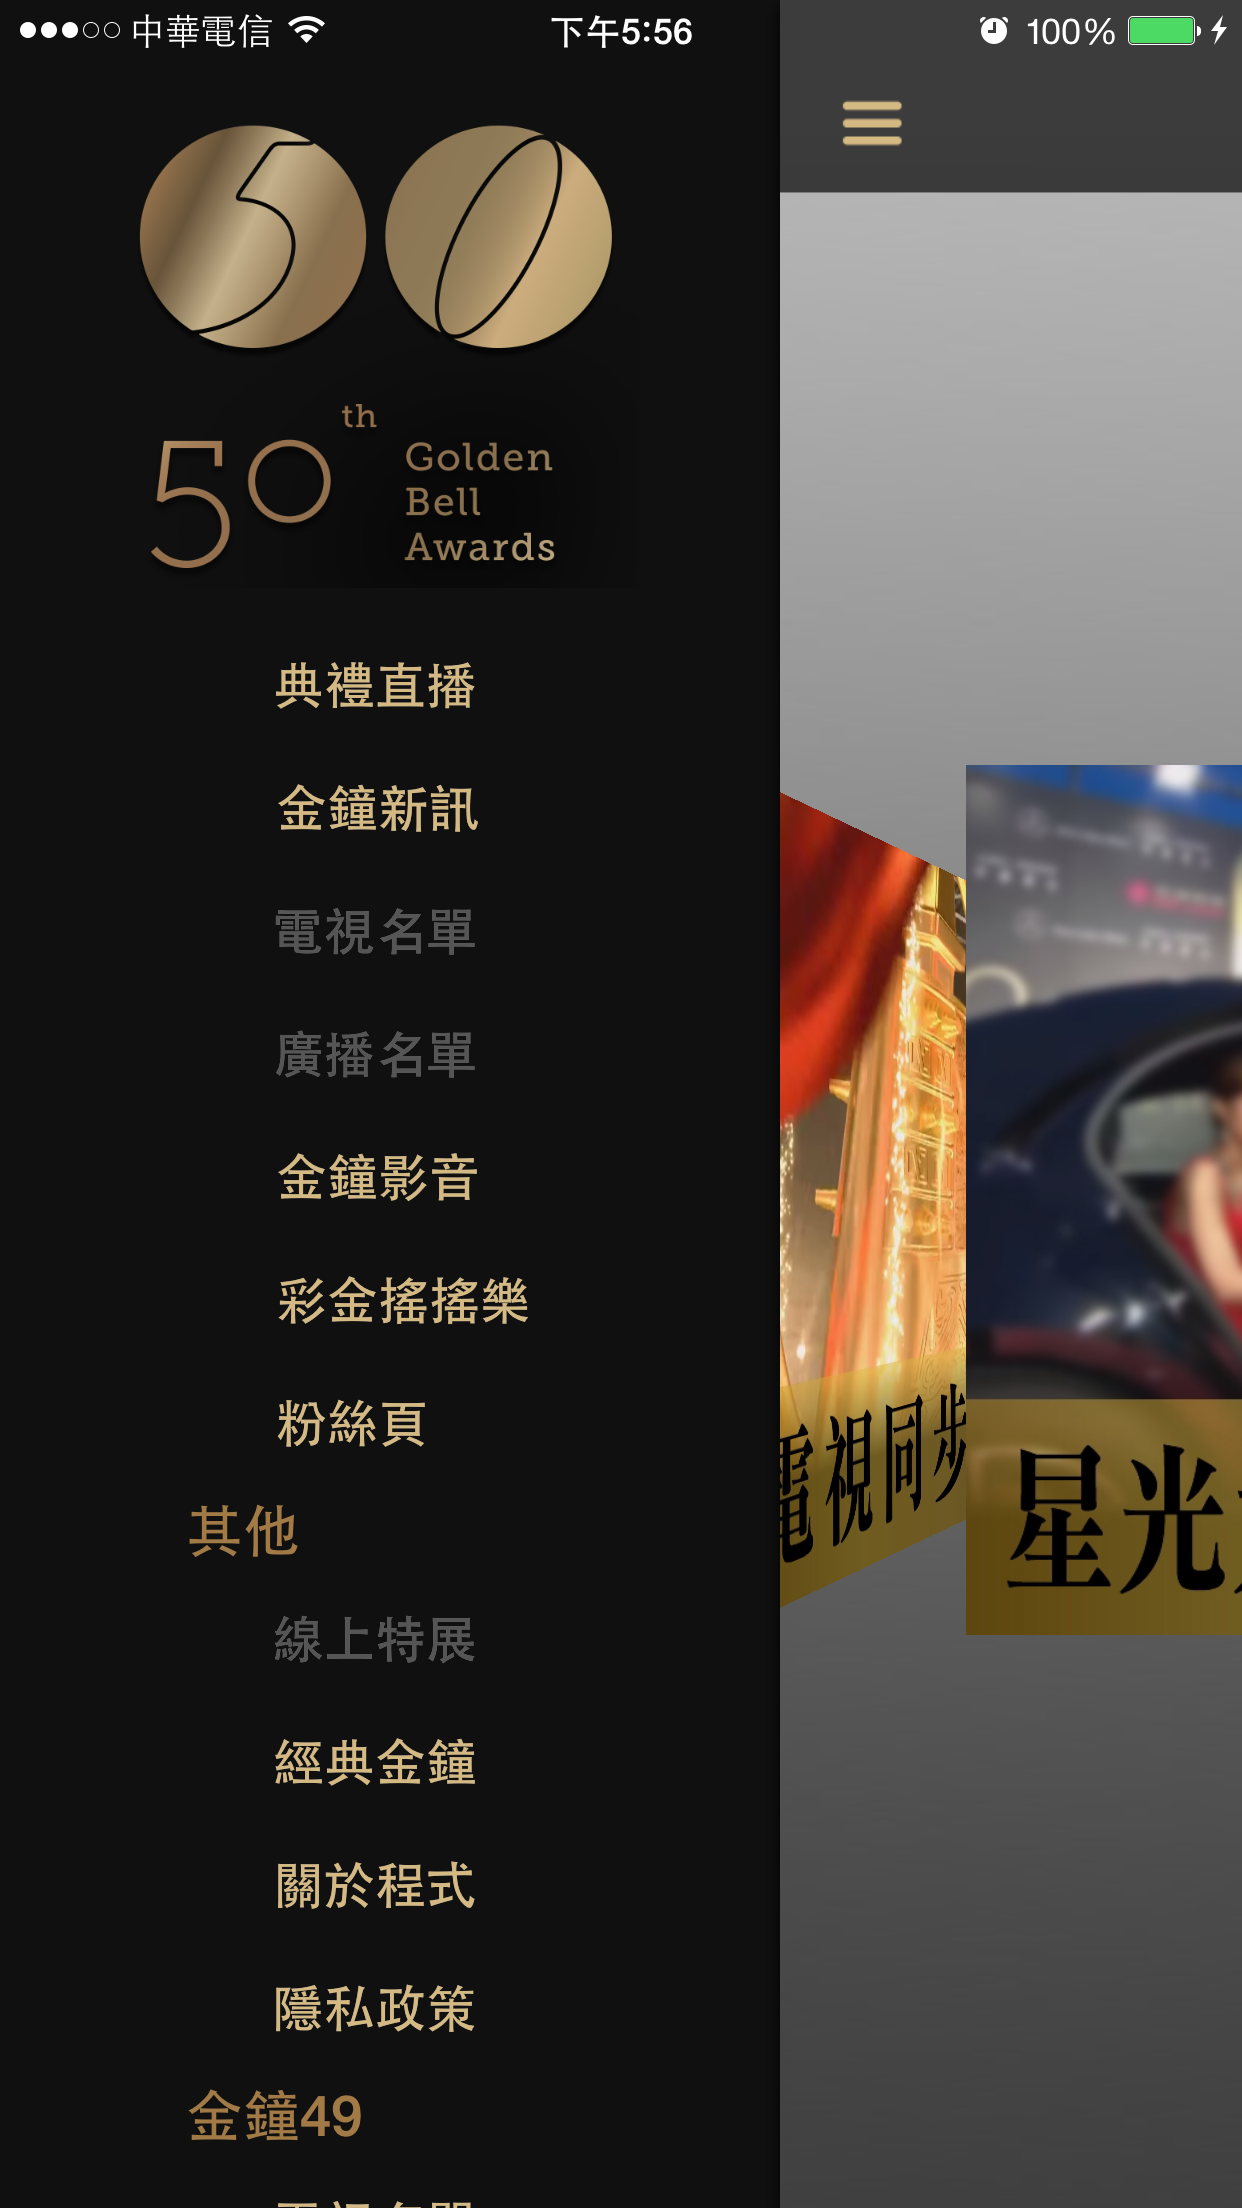 中華電信 下午5:56 100%
50
50th
Golden
Bell
Awards
典禮直播
金鐘新訊
電視名單
廣播名單
金鐘影音
彩金搖搖樂
粉絲頁
其他
線上特展
經典金鐘
關於程式
隱私政策
金鐘49
電視同步
星光